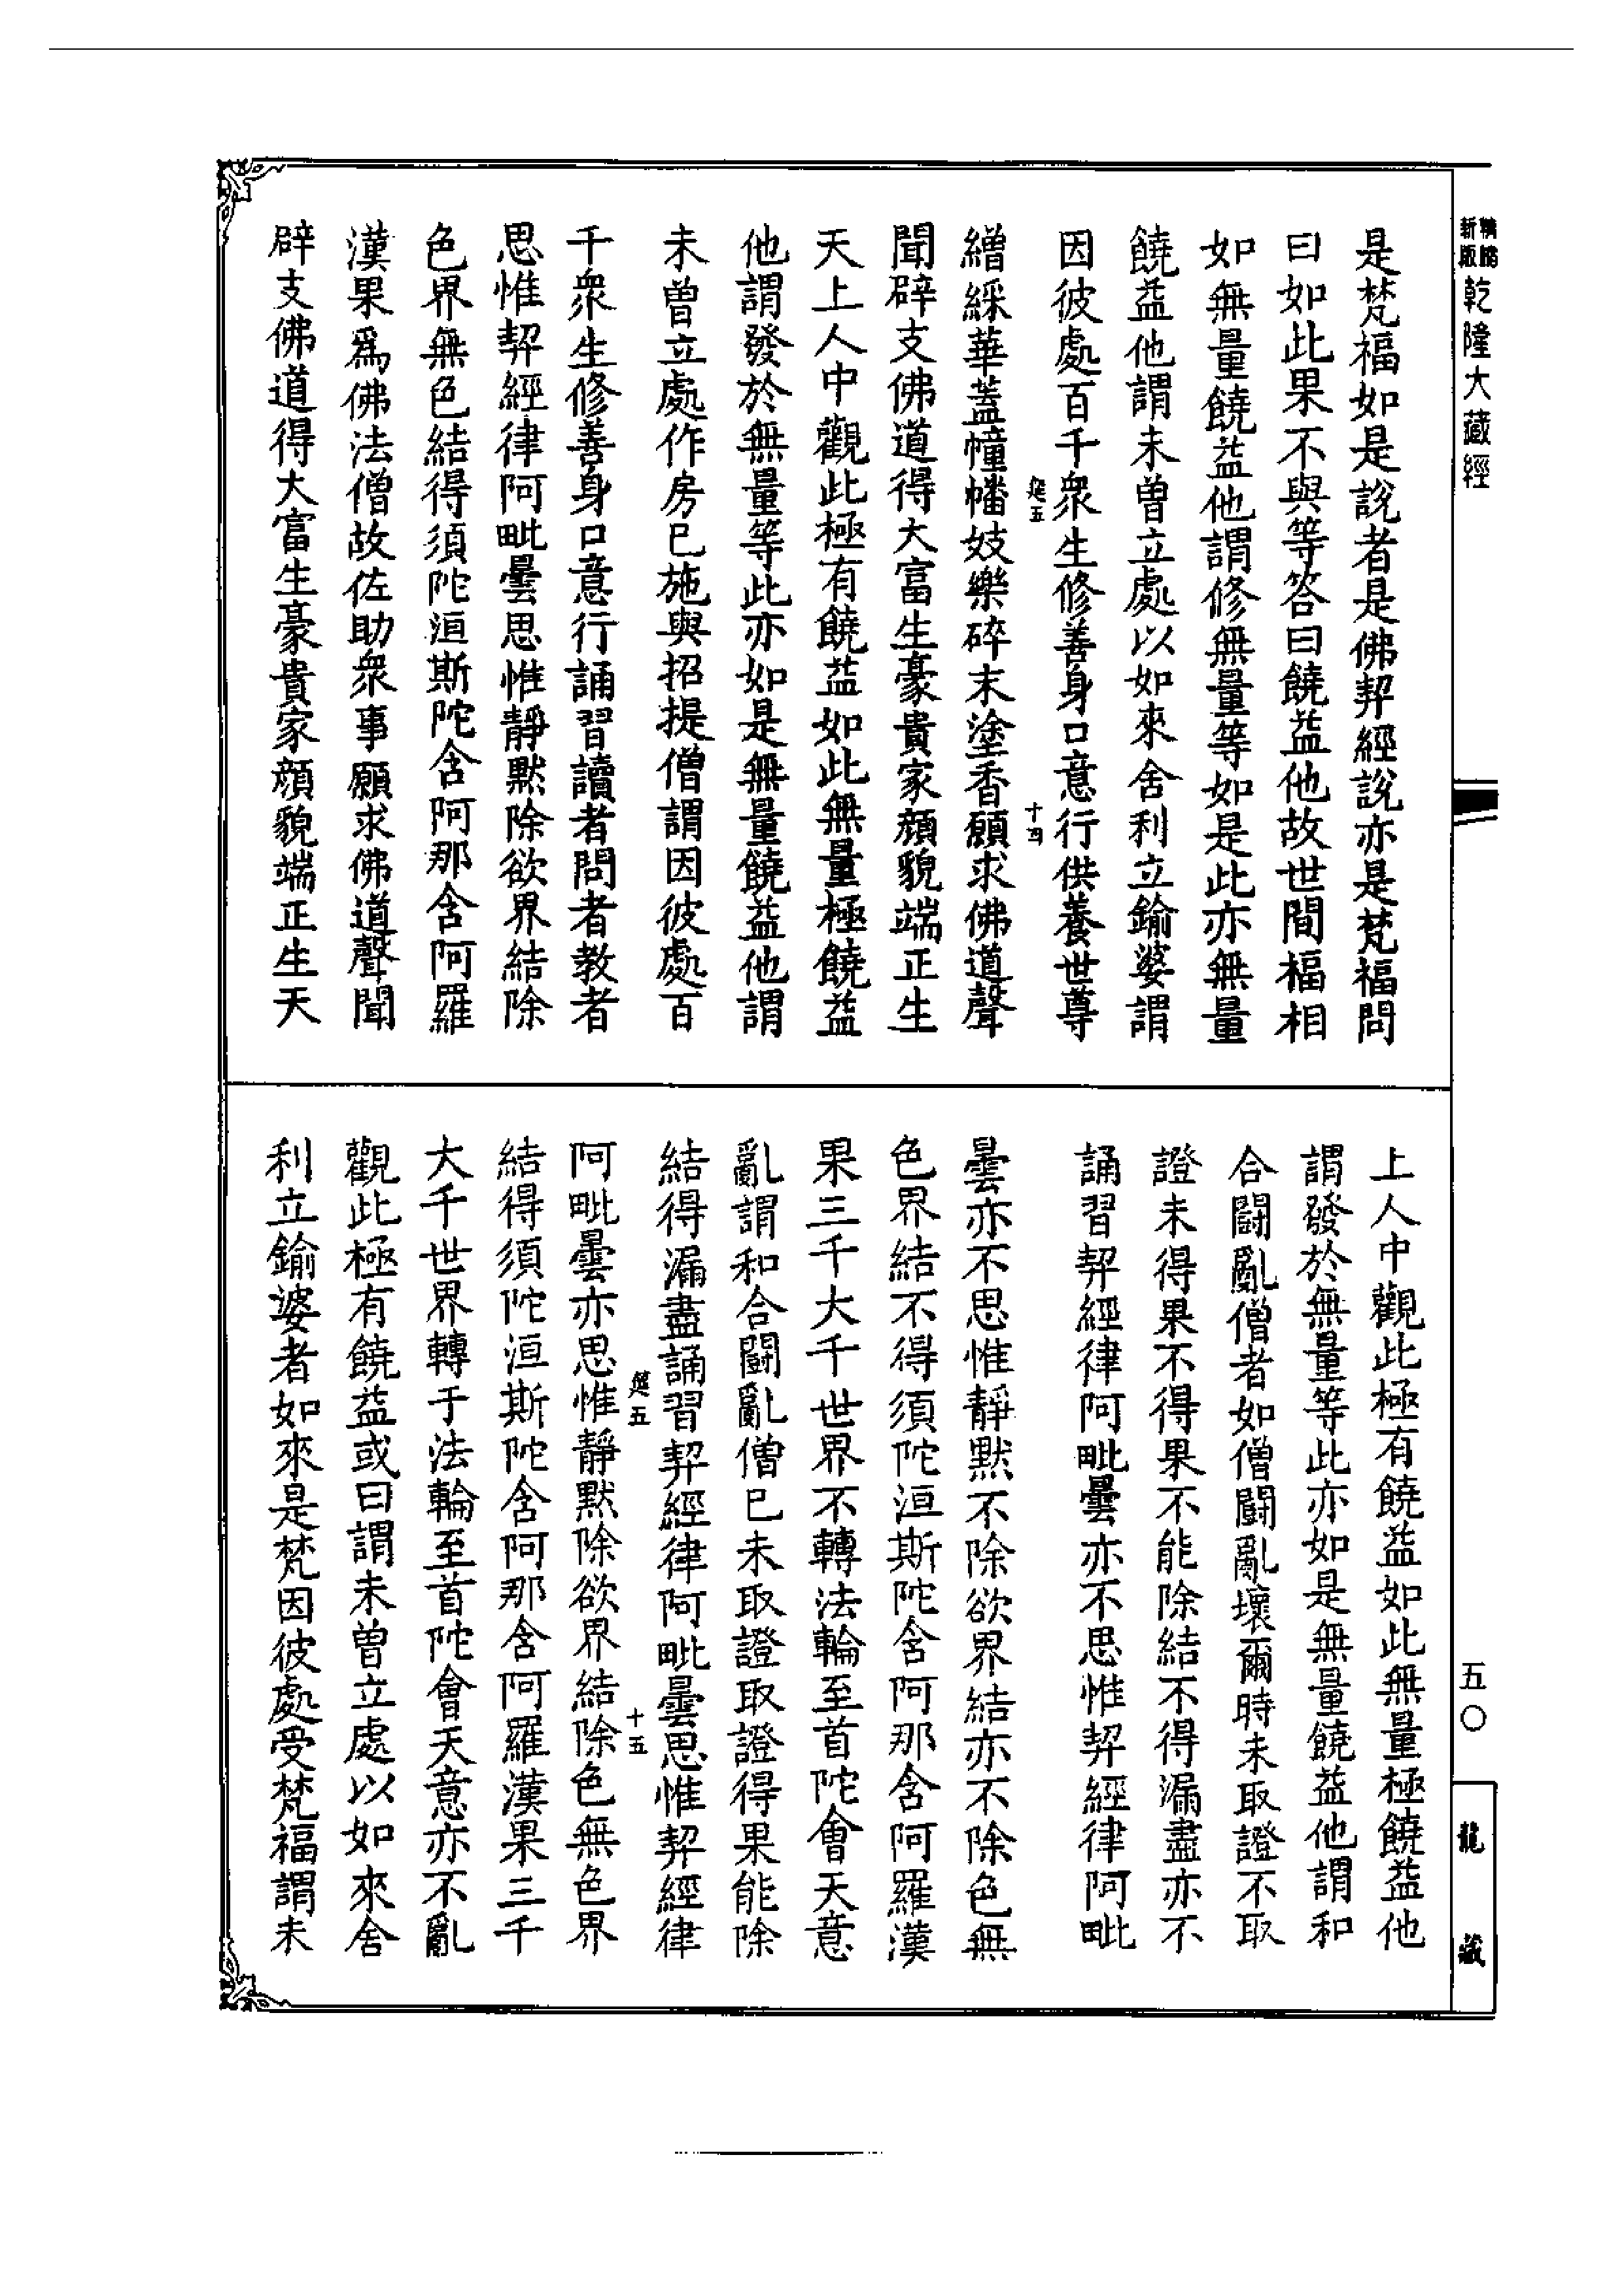 乾隆大藏經
是梵福如是說者是佛契經說亦是梵福問
曰如此果不與等答曰饒益他故世間福相
如無量饒益他謂修無量等如是此亦無量
饒益他謂未曾立處以如來舍利立鍮婆謂
因彼處百千衆生修善身口意行供養世尊
十四
繒綵華蓋幢幡妓樂碎末塗香願求佛道聲
聞辟支佛道得大富生豪貴家顏貌端正生
天上人中觀此極有饒益如此無量極饒益
他謂發於無量等此亦如是無量饒益他謂
未曾立處作房已施與招提僧謂因彼處百
千衆生修善身口意行誦習讀者問者教者
思惟契經律阿毗曇思惟靜默除欲界結除
色界無色結得須陀洹斯陀含阿那含阿羅
漢果爲佛法僧故佐助衆事願求佛道聲聞
辟支佛道得大富生豪貴家顏貌端正生天
上人中觀此極有饒益如此無量極饒益他
謂發於無量等此亦如是無量饒益他謂和
合鬪亂僧者如僧鬪亂壞爾時未取證不取
證未得果不得果不能除結不得漏盡亦不
誦習契經律阿毗曇亦不思惟契經律阿毗
曇亦不思惟靜默不除欲界結亦不除色無
色界結不得須陀洹斯陀含阿那含阿羅漢
果三千大千世界不轉法輪至首陀會天意
亂謂和合鬪亂僧已未取證取證得果能除
結得漏盡誦習契經律阿毗曇思惟契經律
十五
阿毗曇亦思惟靜默除欲界結除色無色界
結得須陀洹斯陀含阿那含阿羅漢果三千
大千世界轉于法輪至首陀會天意亦不亂
觀此極有饒益或曰謂未曾立處以如來舍
利立鍮婆者如來是梵因彼處受梵福謂未
五〇
龍藏